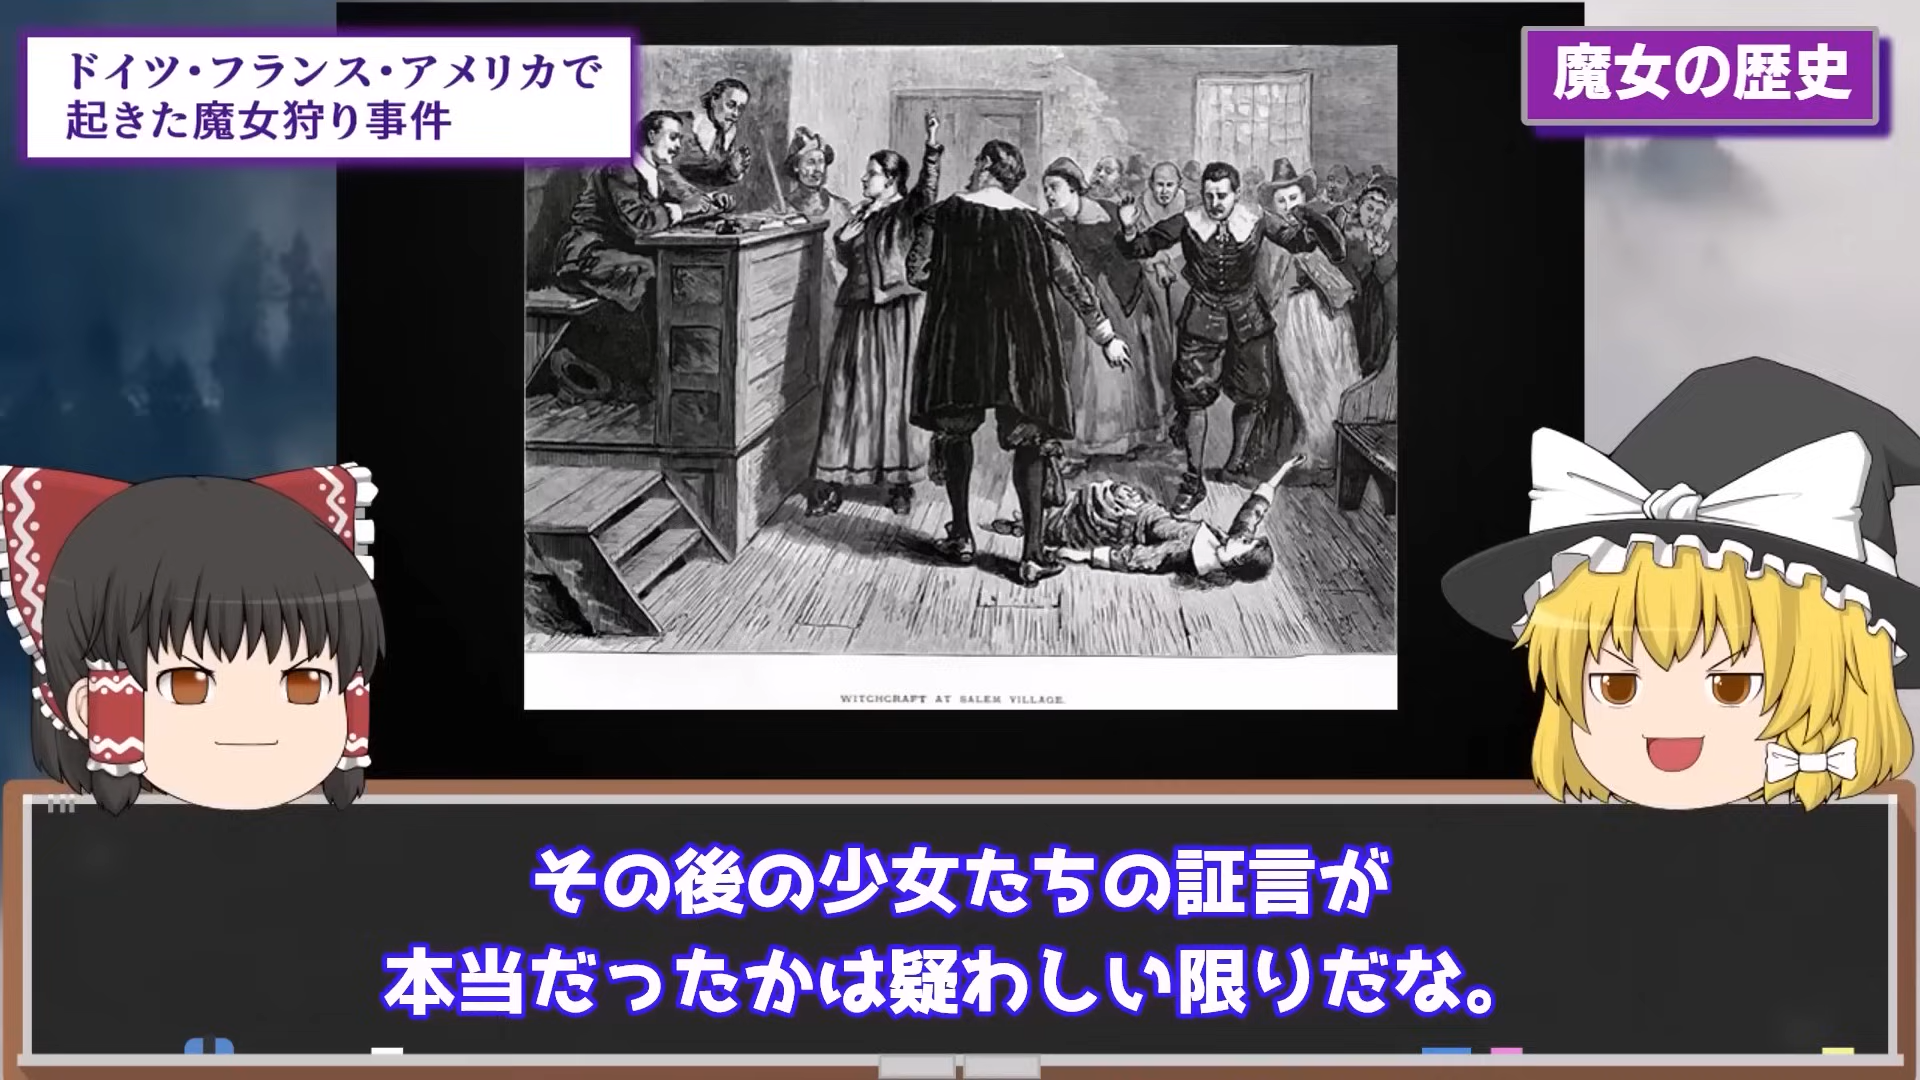 ドイツ・フランス・アメリカで
起きた魔女狩り事件
魔女の歴史
WITCHCRAFT AT SALEM VILLAGE.
その後の少女たちの証言が
本当だったかは疑わしい限りだな。